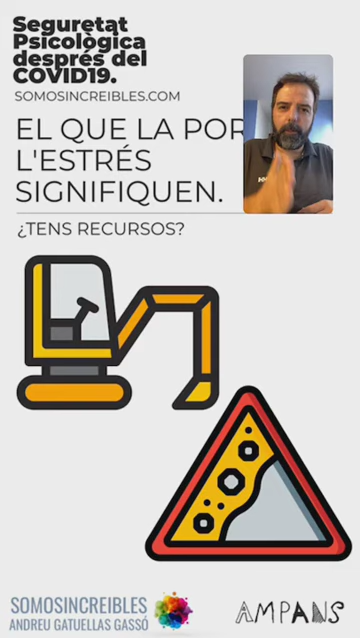 Seguretat
Psicològica
després del
COVID19.
SOMOSINCREIBLES.COM
EL QUE LA POR
L'ESTRÉS
SIGNIFIQUEN.
¿TENS RECURSOS?
SOMOSINCREIBLES
ANDREU GATUELLAS GASSÓ
AMPANS